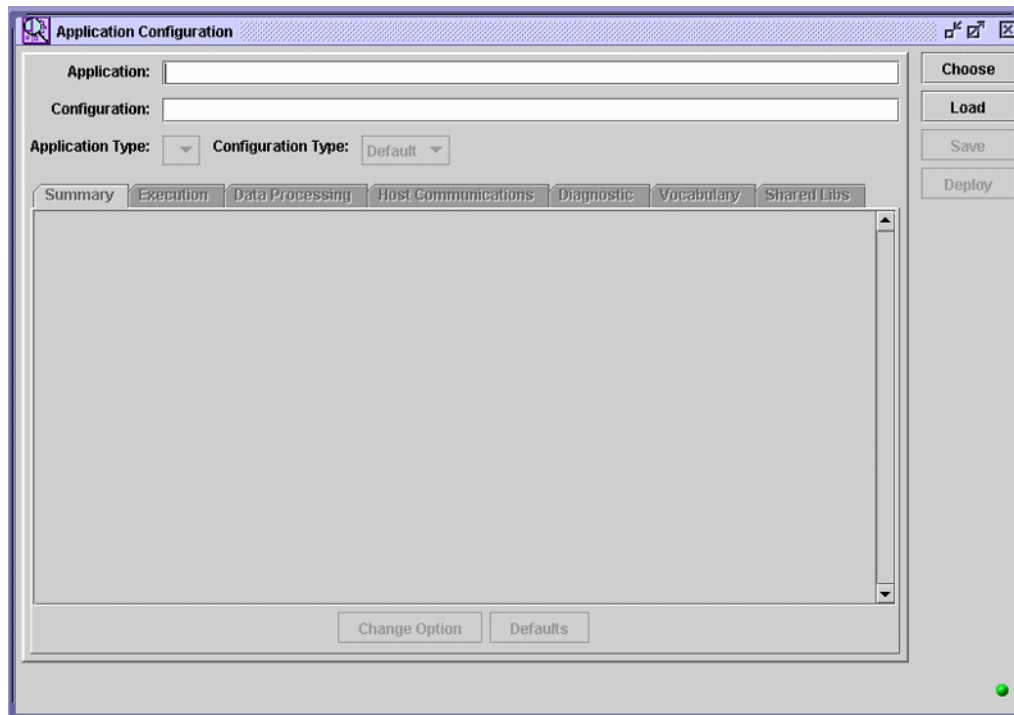 Application Configuration
Application:
Choose
Configuration:
Load
Application Type:
Configuration Type:
Default
Save
Deploy
Summary
Execution
Data Processing
Host Communications
Diagnostic
Vocabulary
Shared Libs
Change Option
Defaults